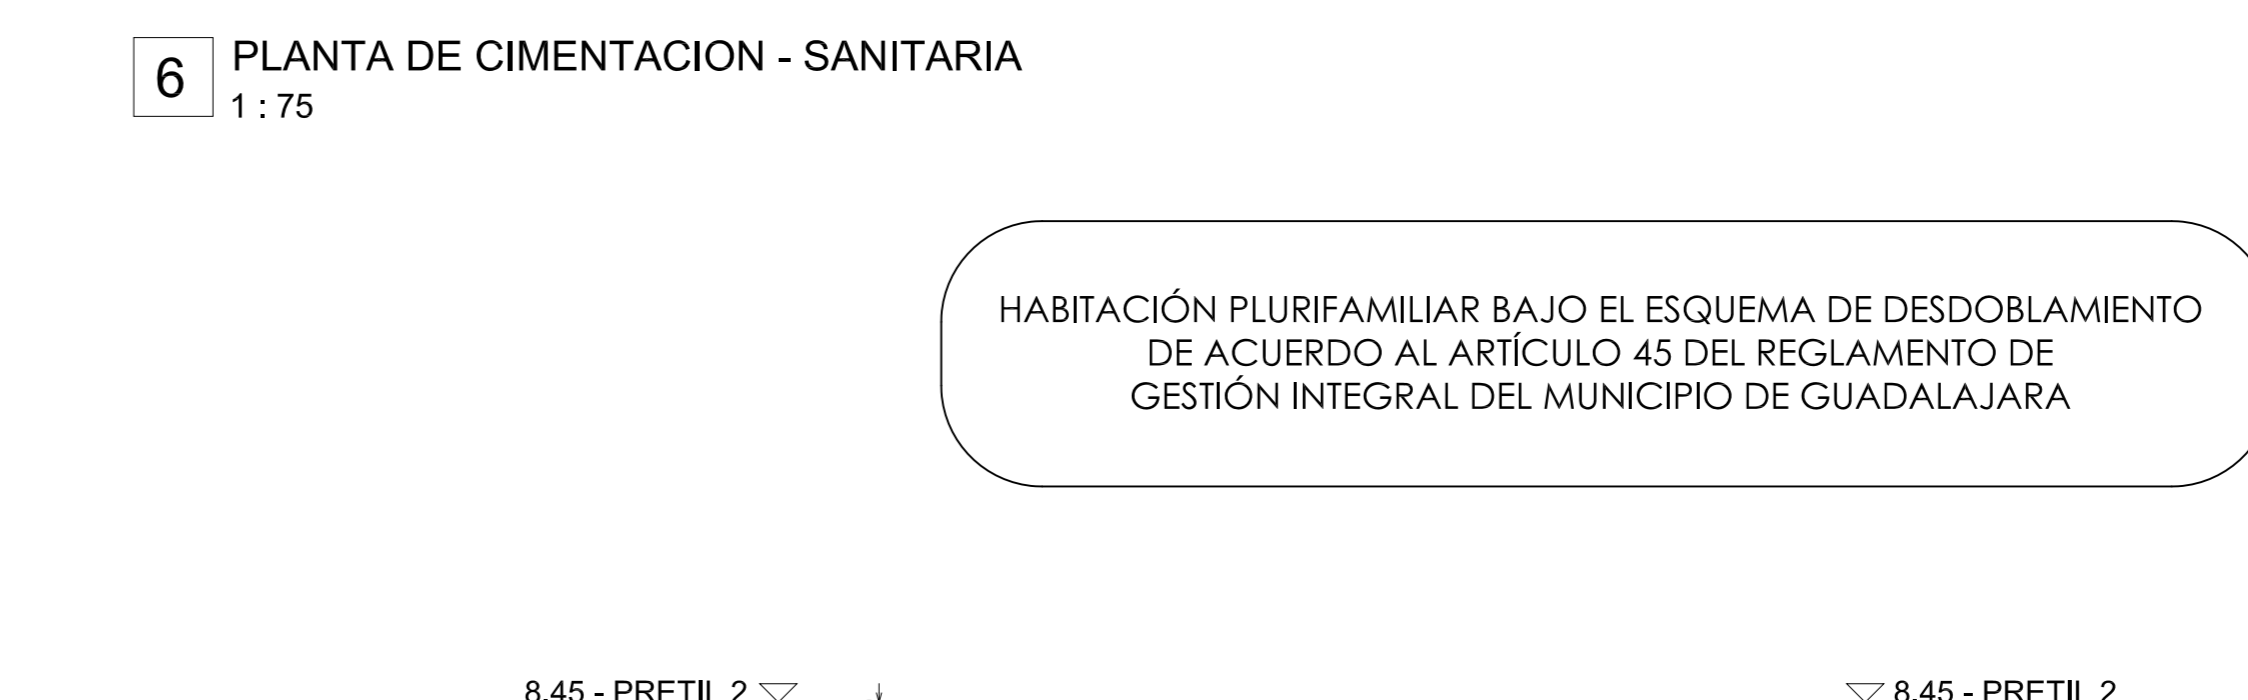 6
PLANTA DE CIMENTACION - SANITARIA
1 : 75
HABITACIÓN PLURIFAMILIAR BAJO EL ESQUEMA DE DESDOBLAMIENTO
DE ACUERDO AL ARTÍCULO 45 DEL REGLAMENTO DE
GESTIÓN INTEGRAL DEL MUNICIPIO DE GUADALAJARA
8.45 - PRETIL 2
8.45 - PRETIL 2